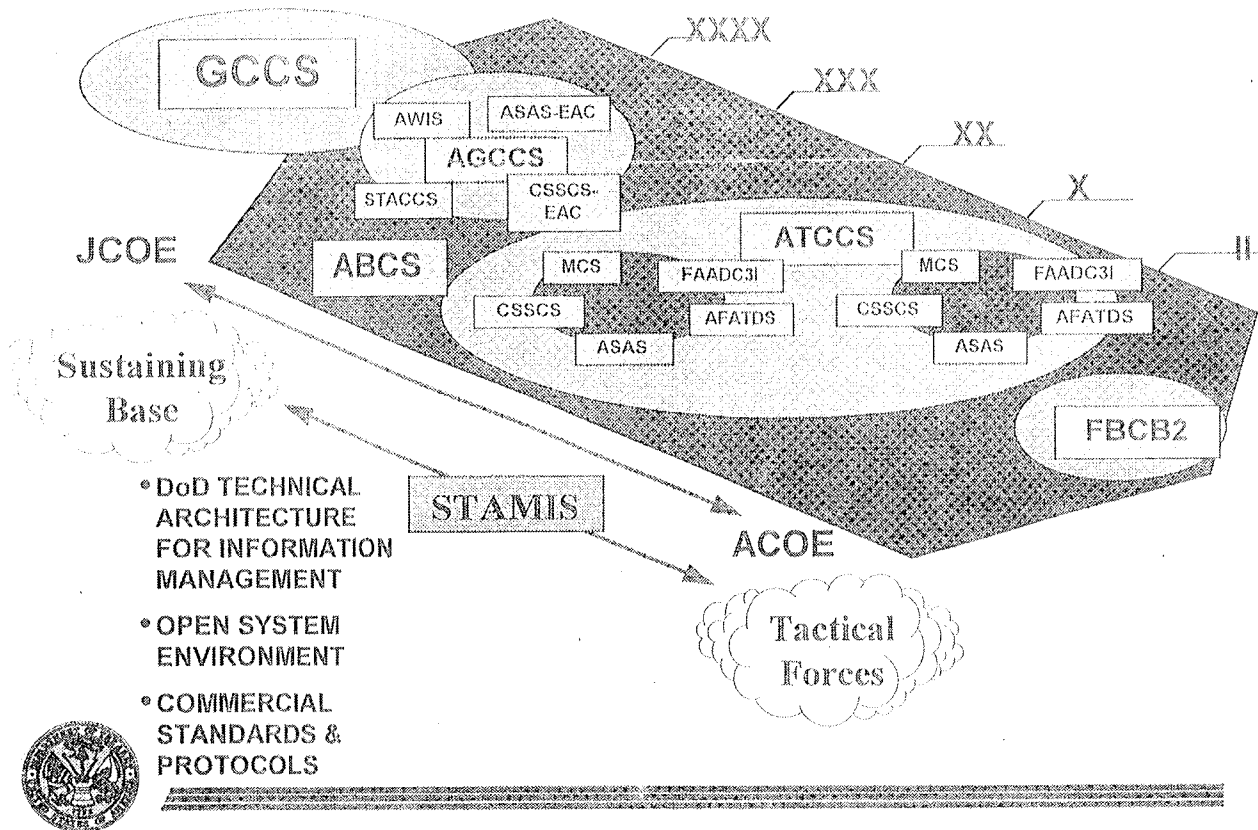 XXXX
GCCS
XXX
AWIS
ASAS-EAC
XX
AGCCS
STACCS
CSSCS-
EAC
X
ATCCS
II
JCOE
ABCS
MCS
FAADC3I
MCS
FAADC3I
CSSCS
AFATDS
CSSCS
AFATDS
ASAS
ASAS
Sustaining
Base
FBCB2
• DoD TECHNICAL
ARCHITECTURE
FOR INFORMATION
MANAGEMENT
STAMIS
ACOE
• OPEN SYSTEM
ENVIRONMENT
Tactical
Forces
• COMMERCIAL
STANDARDS &
PROTOCOLS